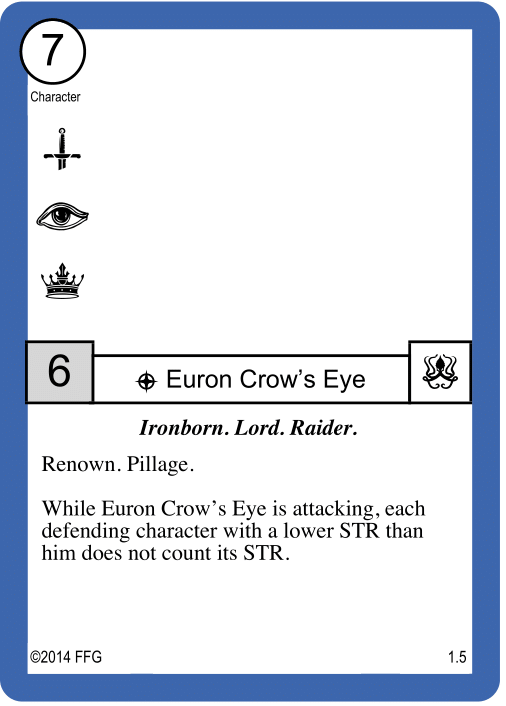 7
Character
6
Euron Crow's Eye
Ironborn. Lord. Raider.
Renown. Pillage.
While Euron Crow's Eye is attacking, each
defending character with a lower STR than
him does not count its STR.
©2014 FFG
1.5